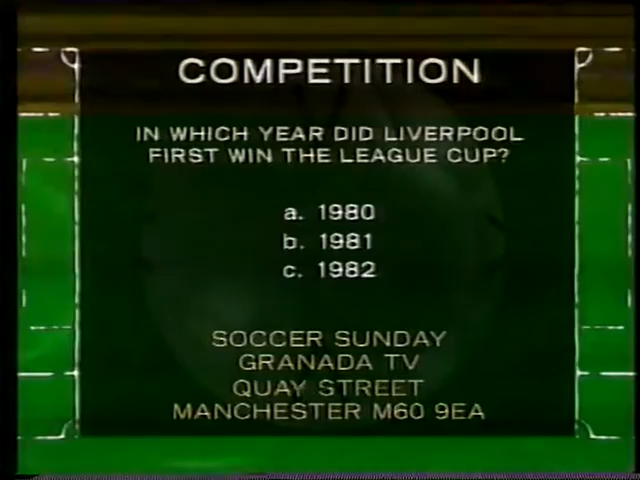 COMPETITION
IN WHICH YEAR DID LIVERPOOL
FIRST WIN THE LEAGUE CUP?
a. 1980
b. 1981
c. 1982
SOCCER SUNDAY
GRANADA TV
QUAY STREET
MANCHESTER M60 9EA